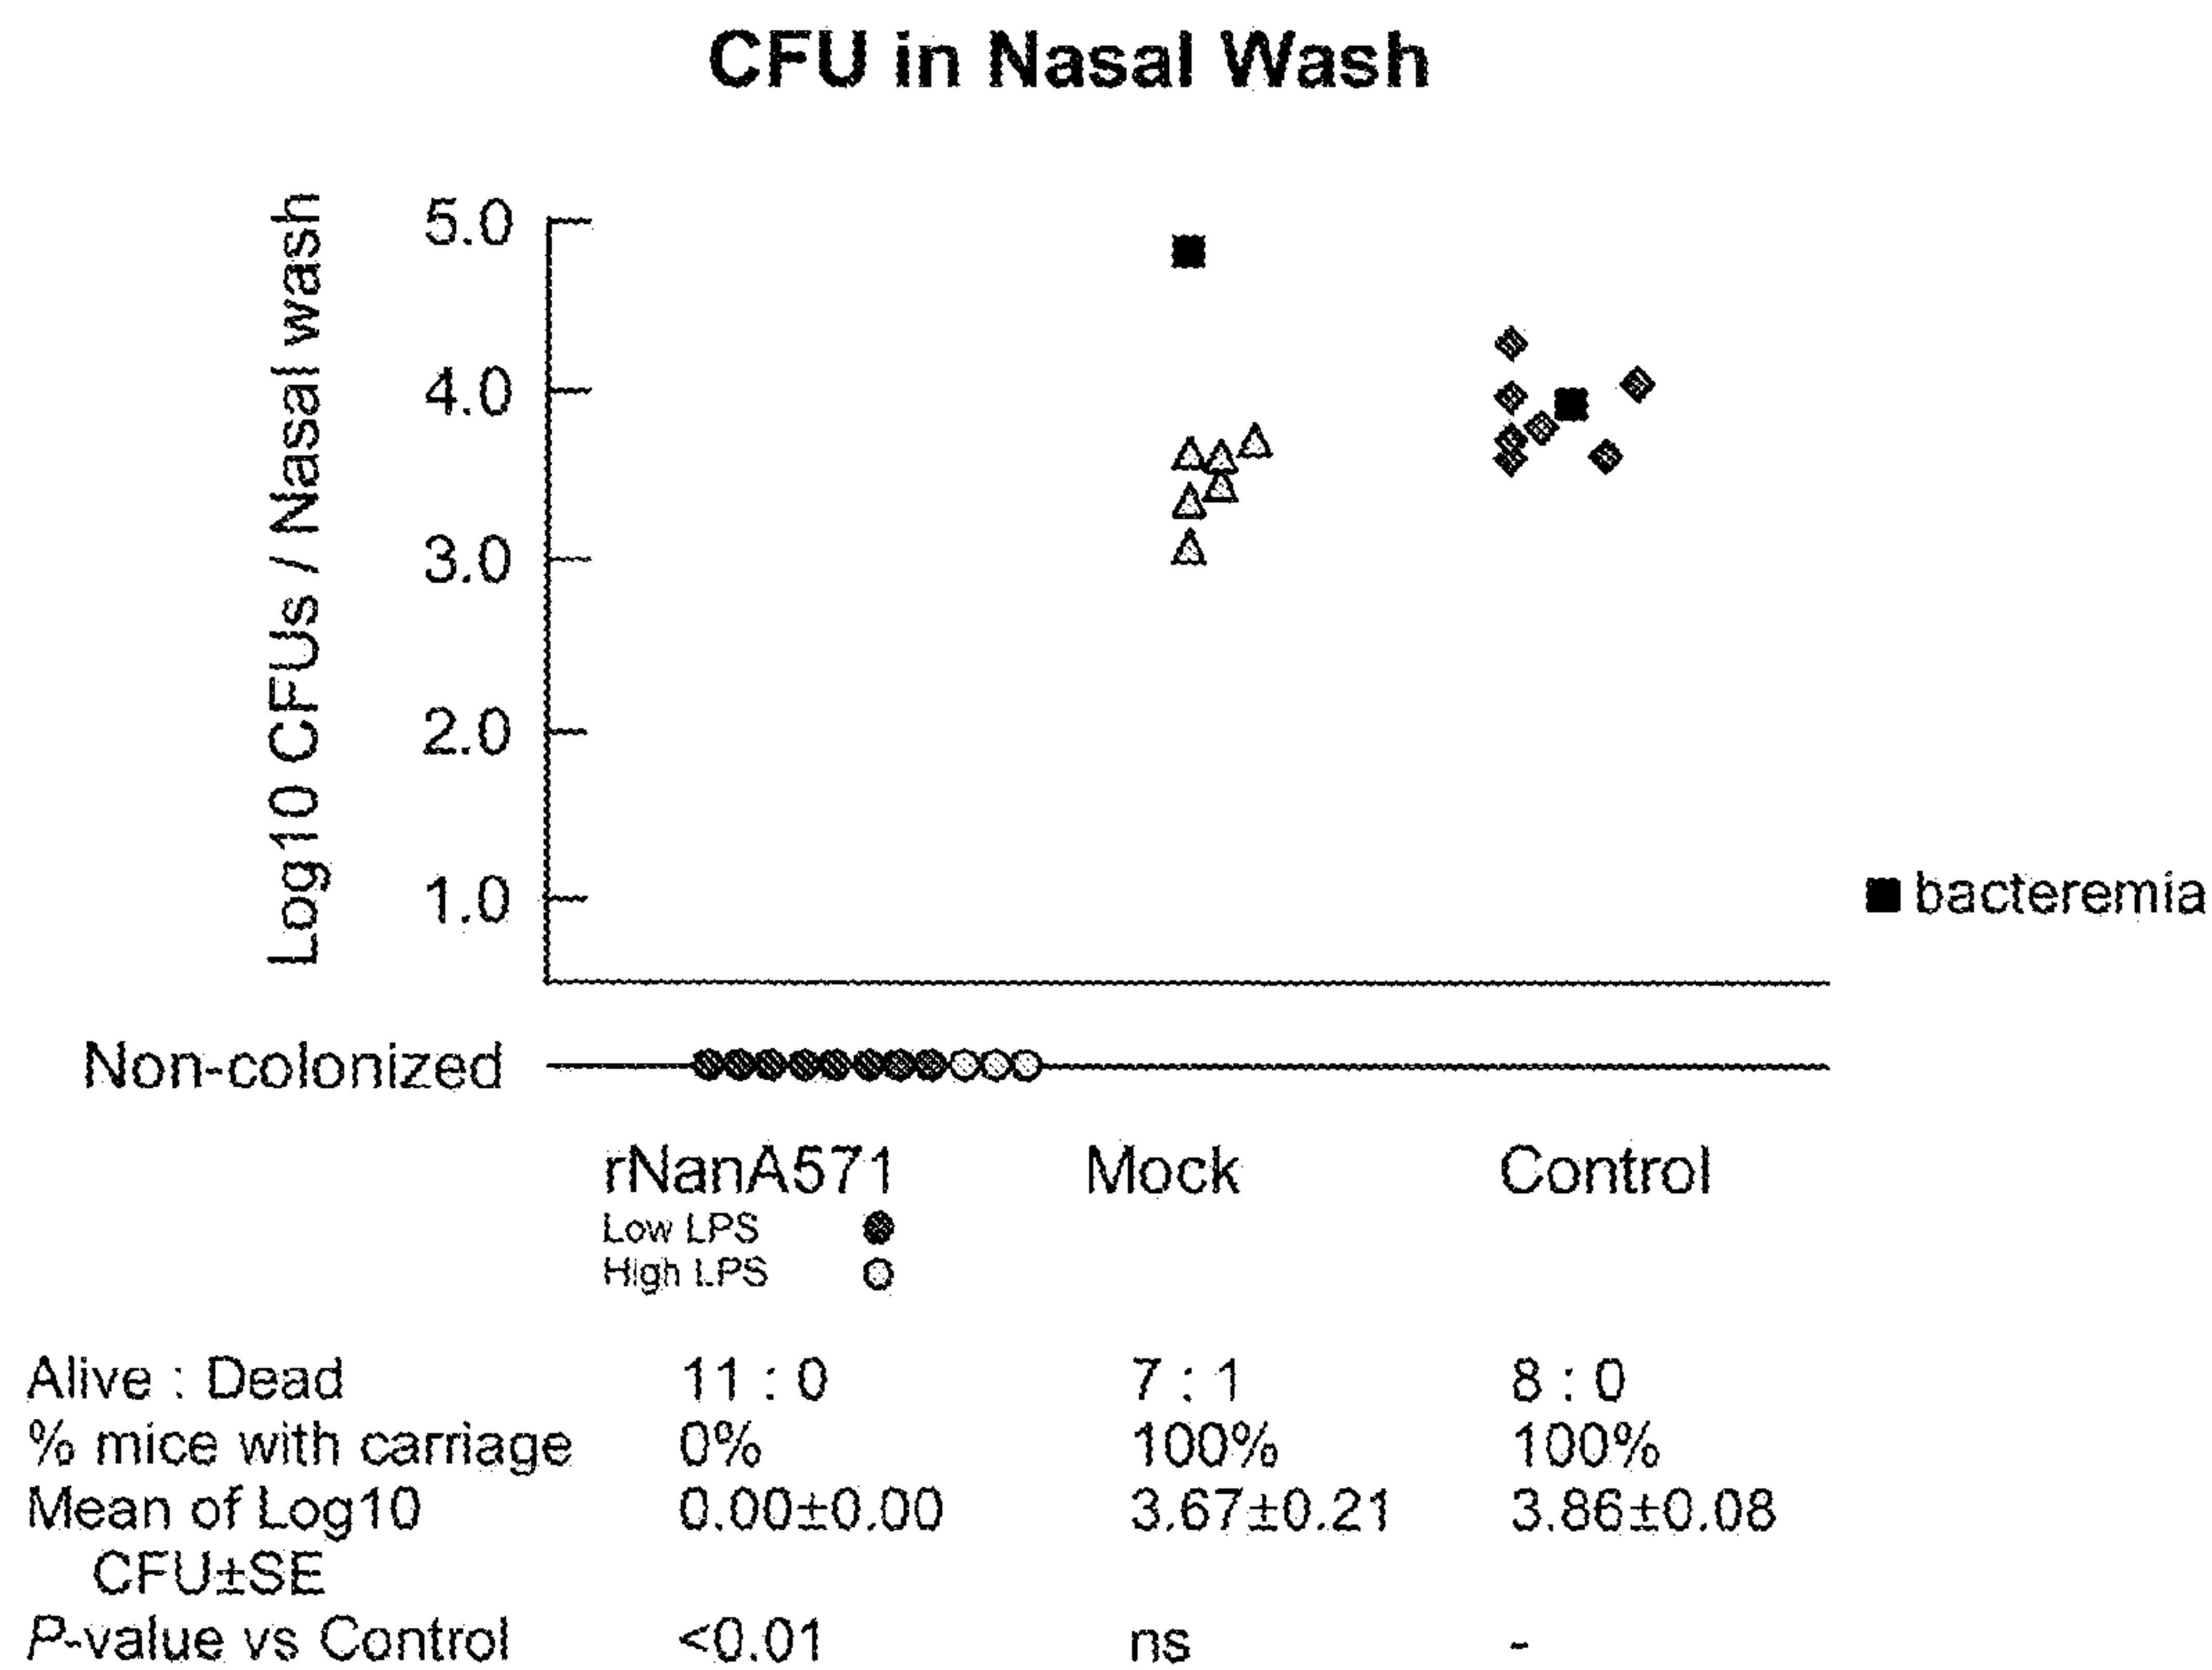 CFU in Nasal Wash
Log10 CFUs / Nasal wash
5.0
4.0
3.0
2.0
1.0
bacteremia
Non-colonized
rNanA571 Mock Control
Low LPS
High LPS
Alive : Dead 11 : 0 7 : 1 8 : 0
% mice with carriage 0% 100% 100%
Mean of Log10 0.00±0.00 3.67±0.21 3.86±0.08
CFU±SE
P-value vs Control <0.01 ns -